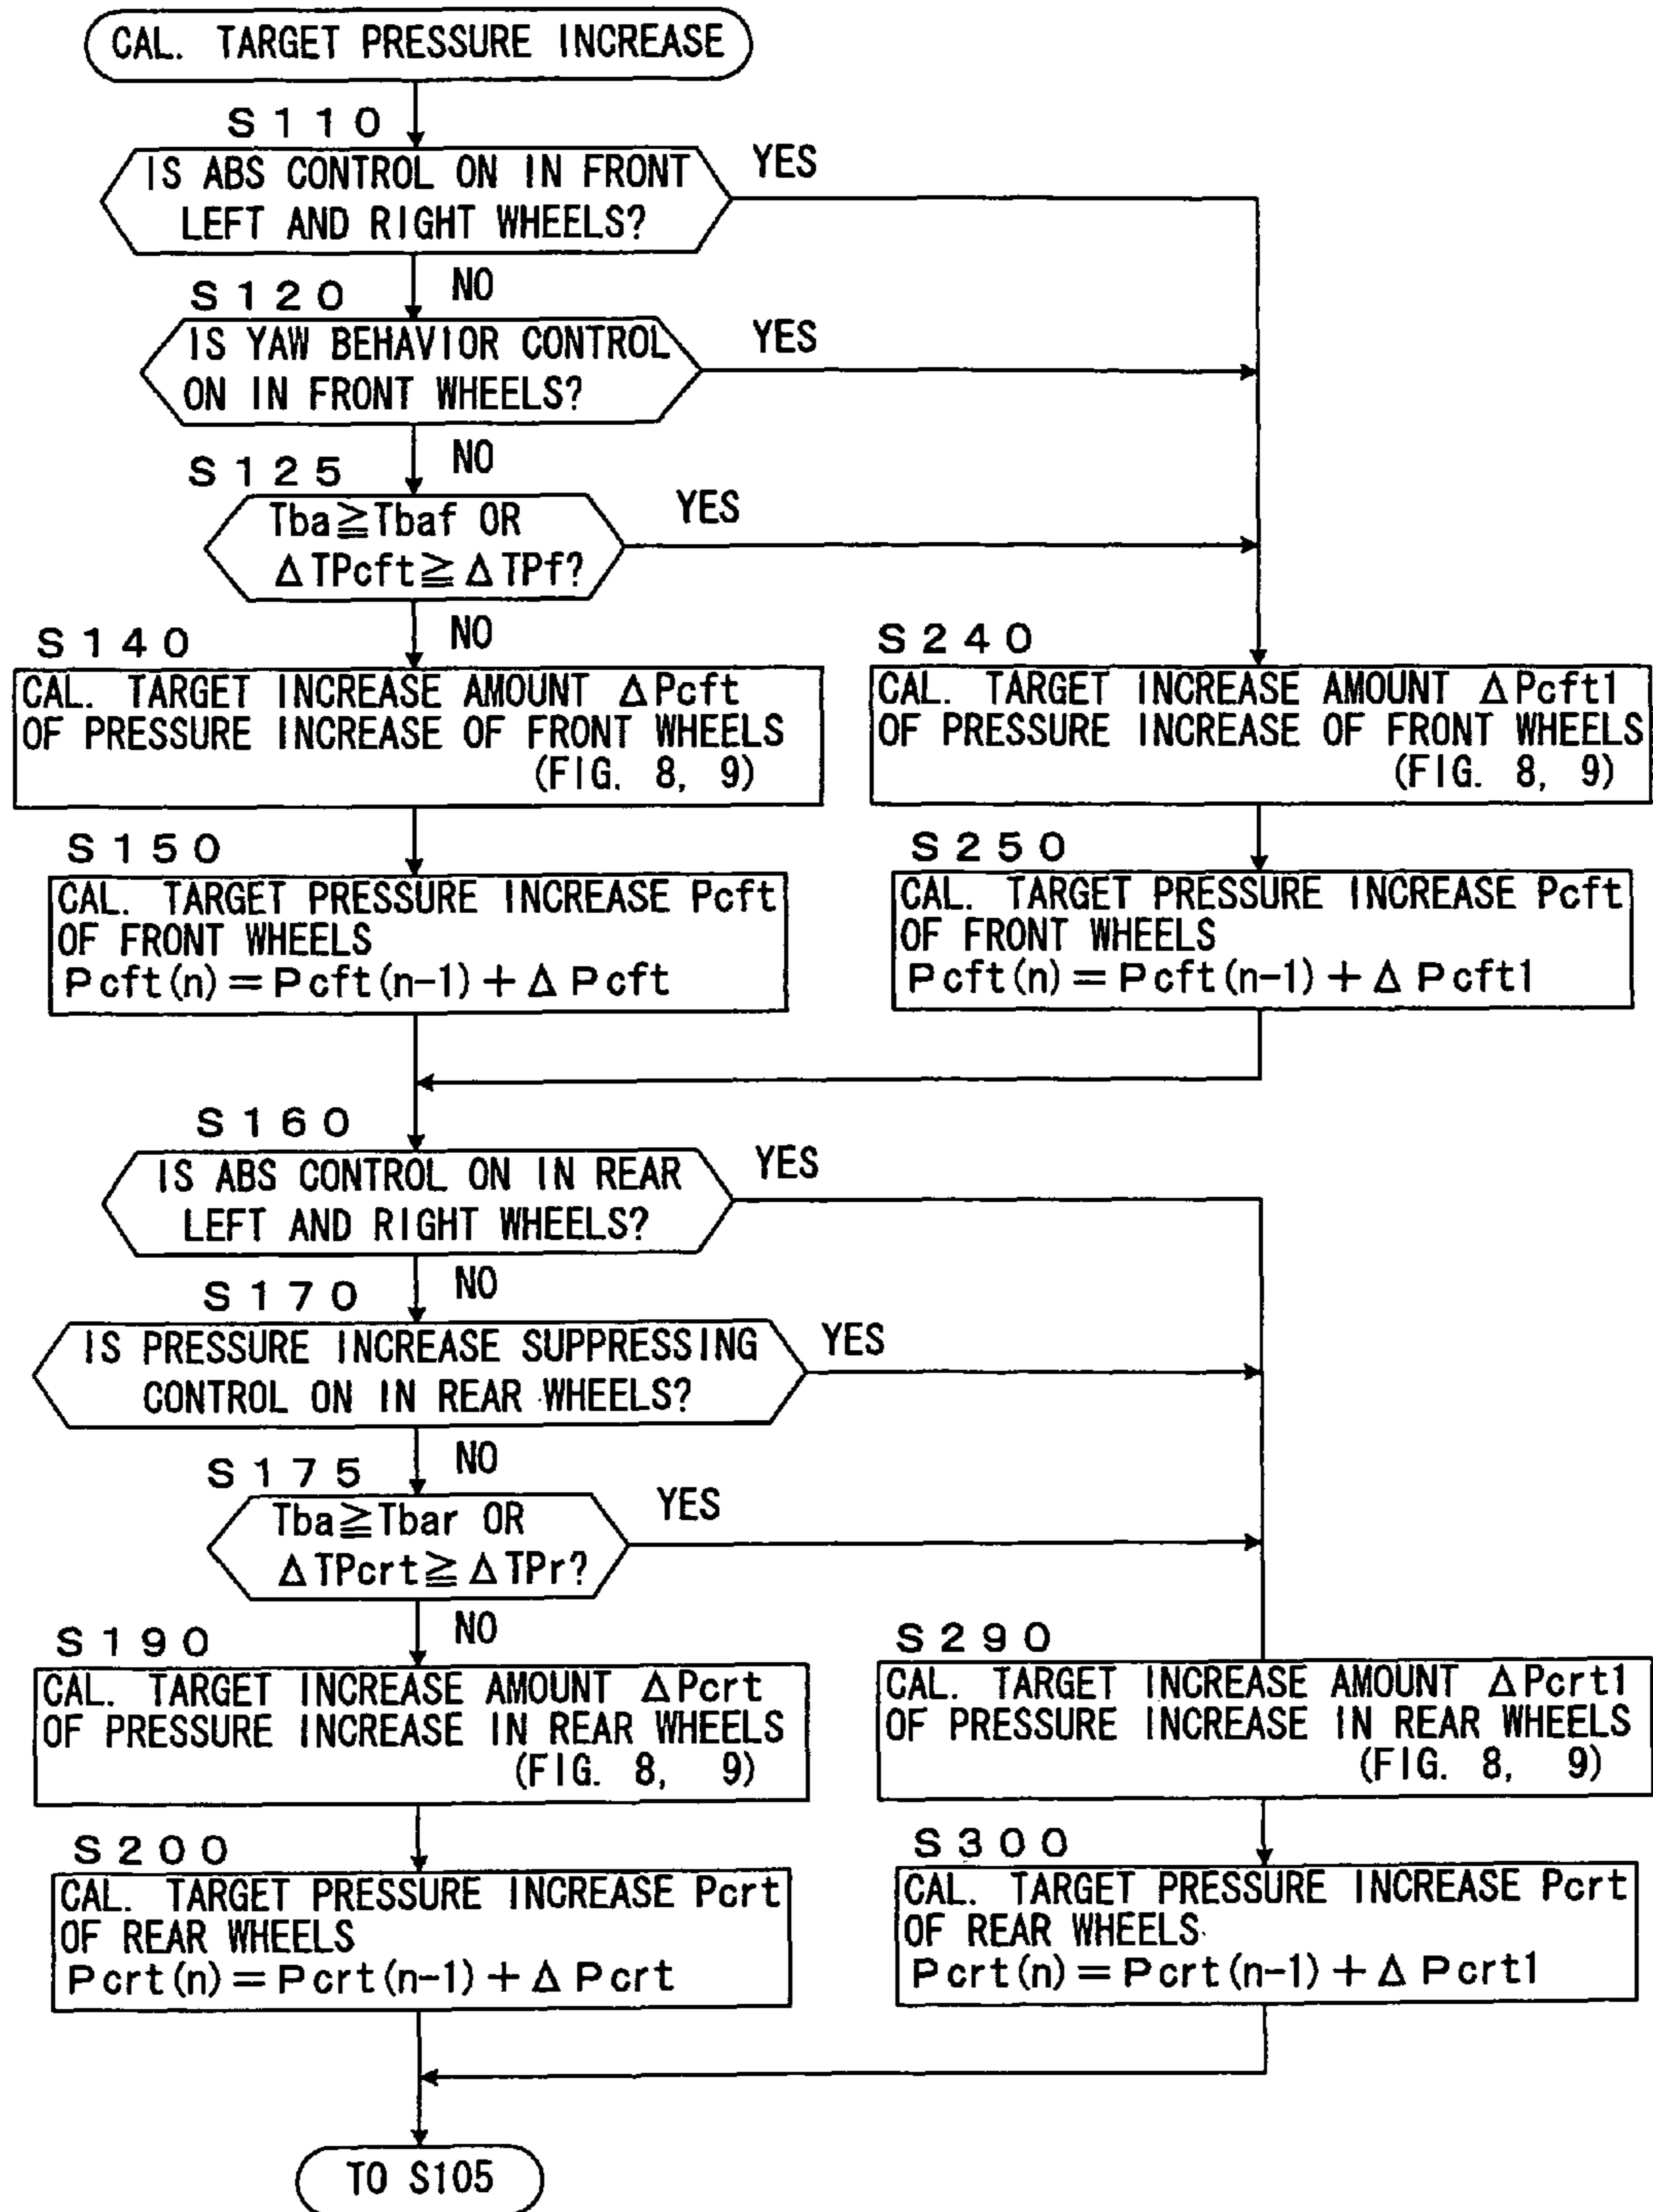 CAL. TARGET PRESSURE INCREASE
S110
IS ABS CONTROL ON IN FRONT
LEFT AND RIGHT WHEELS?
YES
NO
S120
IS YAW BEHAVIOR CONTROL
ON IN FRONT WHEELS?
YES
NO
S125
Tba≧Tbaf OR
ΔTPcft≧ΔTPf?
YES
NO
S140
CAL. TARGET INCREASE AMOUNT ΔPcft
OF PRESSURE INCREASE OF FRONT WHEELS
(FIG. 8, 9)
S240
CAL. TARGET INCREASE AMOUNT ΔPcft1
OF PRESSURE INCREASE OF FRONT WHEELS
(FIG. 8, 9)
S150
CAL. TARGET PRESSURE INCREASE Pcft
OF FRONT WHEELS
Pcft(n)=Pcft(n-1)+ΔPcft
S250
CAL. TARGET PRESSURE INCREASE Pcft
OF FRONT WHEELS
Pcft(n)=Pcft(n-1)+ΔPcft1
S160
IS ABS CONTROL ON IN REAR
LEFT AND RIGHT WHEELS?
YES
NO
S170
IS PRESSURE INCREASE SUPPRESSING
CONTROL ON IN REAR WHEELS?
YES
NO
S175
Tba≧Tbar OR
ΔTPcrt≧ΔTPr?
YES
NO
S190
CAL. TARGET INCREASE AMOUNT ΔPcrt
OF PRESSURE INCREASE IN REAR WHEELS
(FIG. 8, 9)
S290
CAL. TARGET INCREASE AMOUNT ΔPcrt1
OF PRESSURE INCREASE IN REAR WHEELS
(FIG. 8, 9)
S200
CAL. TARGET PRESSURE INCREASE Pcrt
OF REAR WHEELS
Pcrt(n)=Pcrt(n-1)+ΔPcrt
S300
CAL. TARGET PRESSURE INCREASE Pcrt
OF REAR WHEELS
Pcrt(n)=Pcrt(n-1)+ΔPcrt1
TO S105